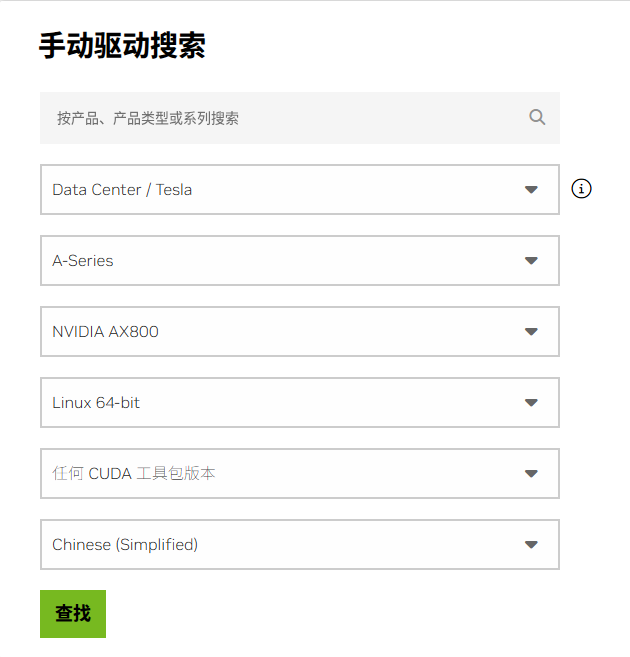 手动驱动搜索
按产品、产品类型或系列搜索
Data Center / Tesla
A-Series
NVIDIA AX800
Linux 64-bit
任何 CUDA 工具包版本
Chinese (Simplified)
查找